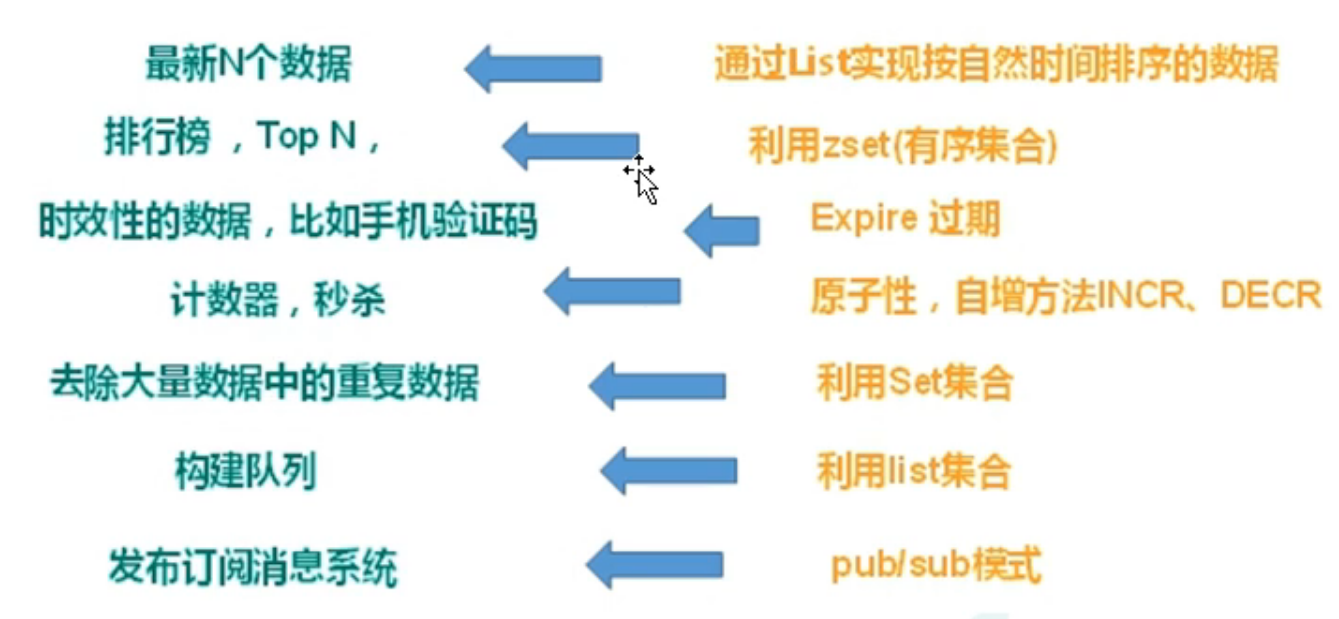 最新N个数据 通过List实现按自然时间排序的数据
排行榜，Top N， 利用zset(有序集合)
时效性的数据，比如手机验证码 Expire 过期
计数器，秒杀 原子性，自增方法INCR、DECR
去除大量数据中的重复数据 利用Set集合
构建队列 利用list集合
发布订阅消息系统 pub/sub模式